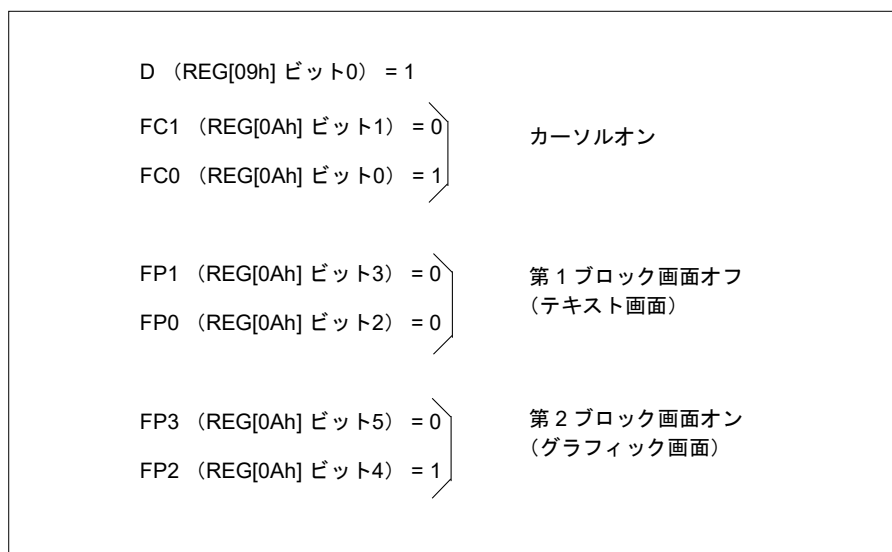 D （REG[09h] ビット0） = 1
FC1 （REG[0Ah] ビット1） = 0
FC0 （REG[0Ah] ビット0） = 1
カーソルオン
FP1 （REG[0Ah] ビット3） = 0
FP0 （REG[0Ah] ビット2） = 0
第1ブロック画面オフ
（テキスト画面）
FP3 （REG[0Ah] ビット5） = 0
FP2 （REG[0Ah] ビット4） = 1
第2ブロック画面オン
（グラフィック画面）